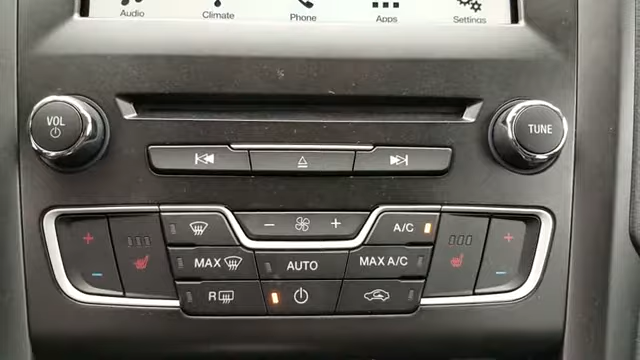 Audio
Climate
Phone
Apps
Settings
VOL
TUNE
− +
A/C
+ +
MAX
AUTO
MAX A/C
− −
R